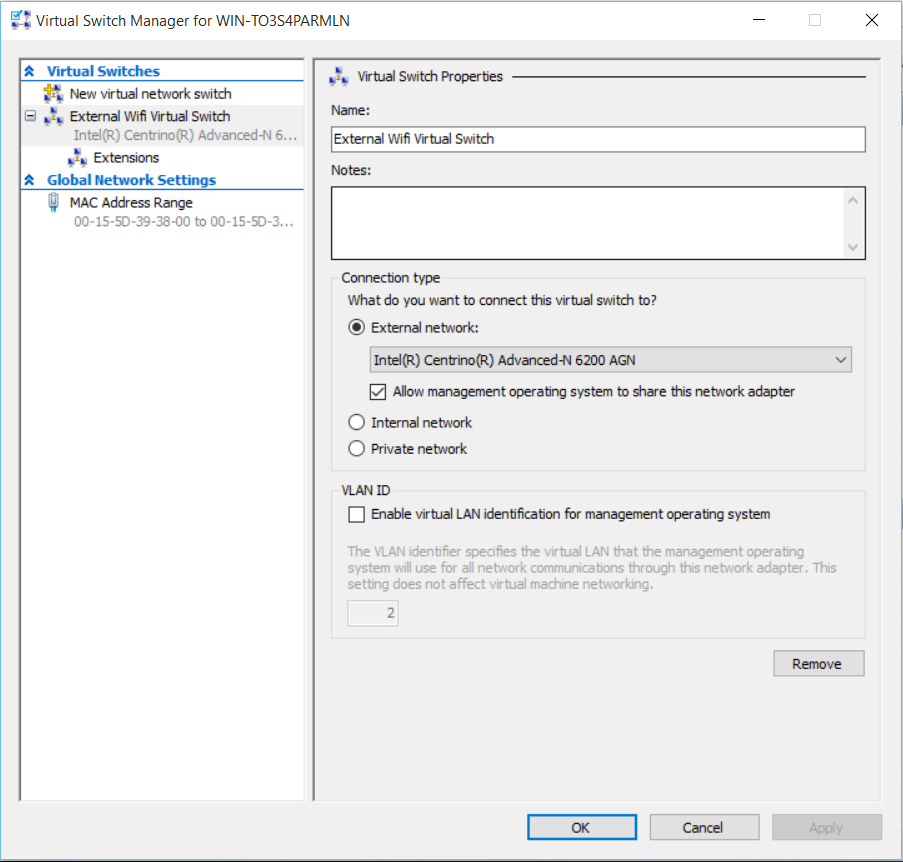 Virtual Switch Manager for WIN-TO3S4PARMLN
Virtual Switches
New virtual network switch
External Wifi Virtual Switch
Intel(R) Centrino(R) Advanced-N 6...
Extensions
Global Network Settings
MAC Address Range
00-15-5D-39-38-00 to 00-15-5D-3...
Virtual Switch Properties
Name:
External Wifi Virtual Switch
Notes:
Connection type
What do you want to connect this virtual switch to?
External network:
Intel(R) Centrino(R) Advanced-N 6200 AGN
Allow management operating system to share this network adapter
Internal network
Private network
VLAN ID
Enable virtual LAN identification for management operating system
The VLAN identifier specifies the virtual LAN that the management operating
system will use for all network communications through this network adapter. This
setting does not affect virtual machine networking.
2
Remove
OK
Cancel
Apply